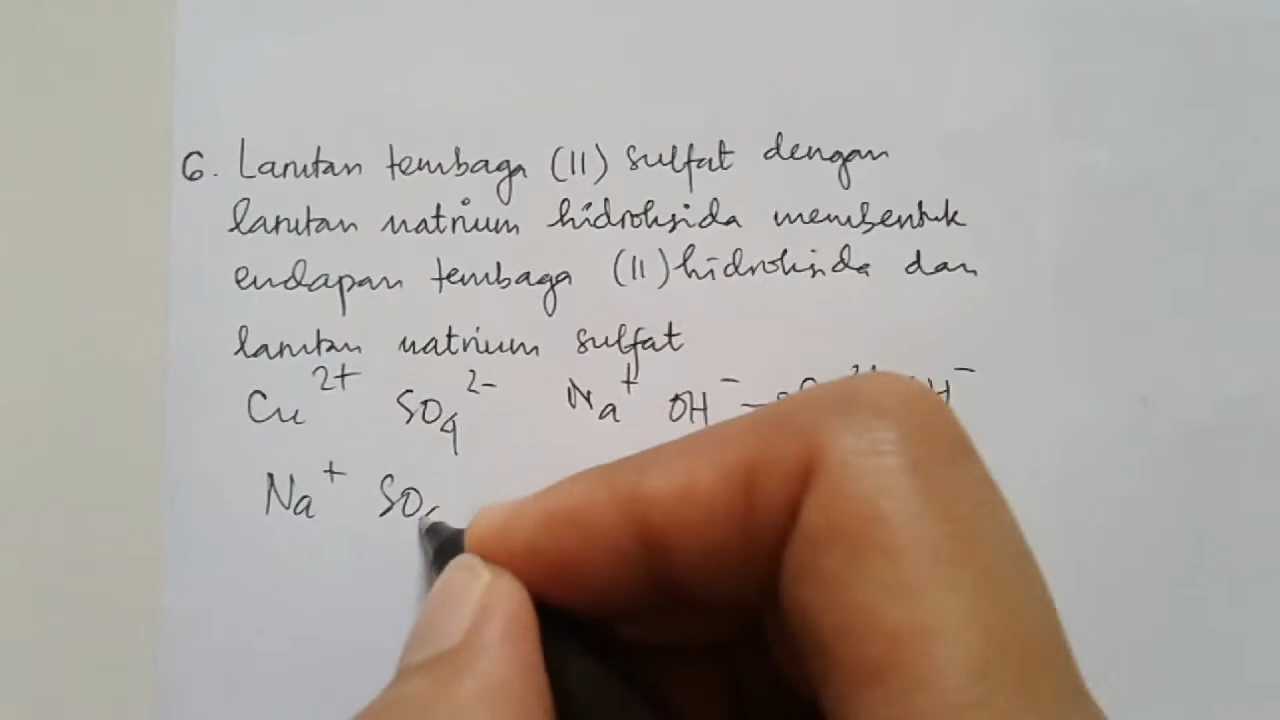 6. Larutan tembaga (II) sulfat dengan
larutan natrium hidroksida membentuk
endapan tembaga (II) hidroksida dan
larutan natrium sulfat
Cu²⁺ SO₄²⁻ Na⁺ OH⁻
Na⁺ SO